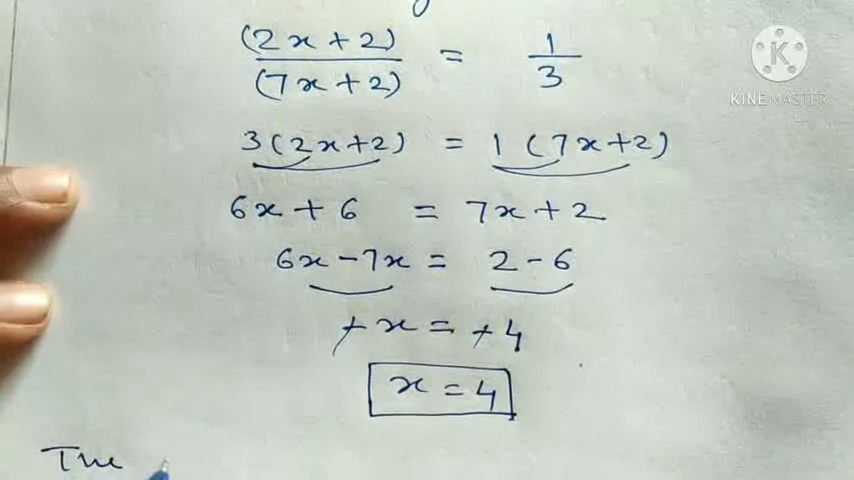 (2x+2)/(7x+2) = 1/3
3(2x+2) = 1(7x+2)
6x+6 = 7x+2
6x-7x = 2-6
-x = -4
x=4
The
KINEMASTER